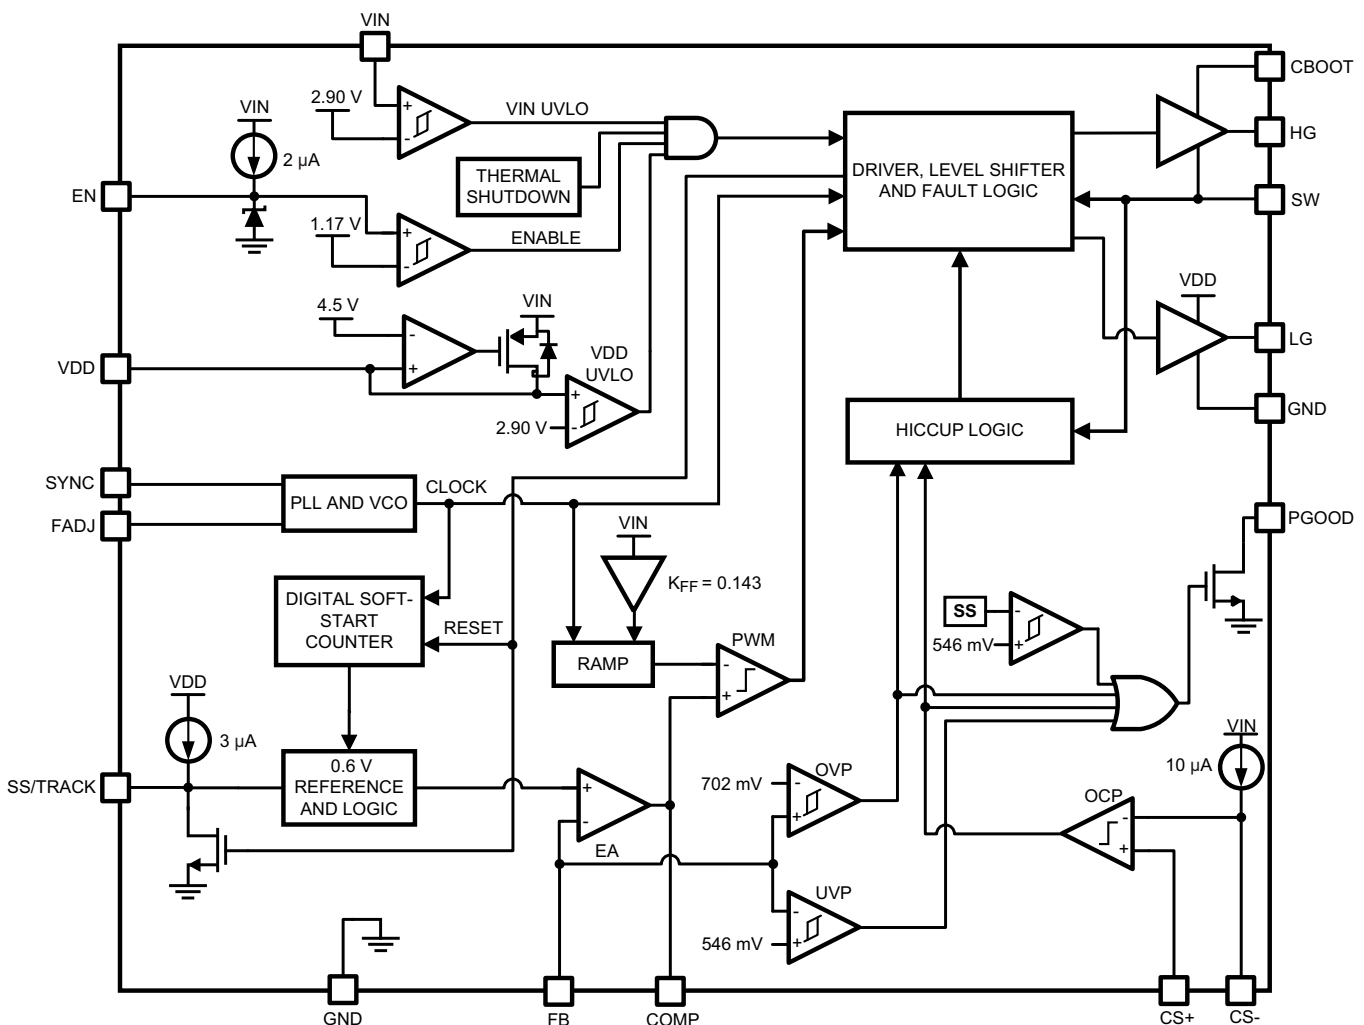 VIN
CBOOT
2.90 V
VIN UVLO
VIN
2 µA
HG
THERMAL
SHUTDOWN
DRIVER, LEVEL SHIFTER
AND FAULT LOGIC
EN
SW
1.17 V
ENABLE
4.5 V
VIN
VDD
LG
VDD
VDD
UVLO
GND
2.90 V
HICCUP LOGIC
SYNC
PLL AND VCO
CLOCK
FADJ
VIN
PGOOD
KFF = 0.143
DIGITAL SOFT-
START
COUNTER
RESET
SS
546 mV
PWM
RAMP
VDD
3 µA
VIN
10 µA
0.6 V
REFERENCE
AND LOGIC
SS/TRACK
702 mV
OVP
OCP
EA
UVP
546 mV
GND
FB
COMP
CS+
CS-
-
+